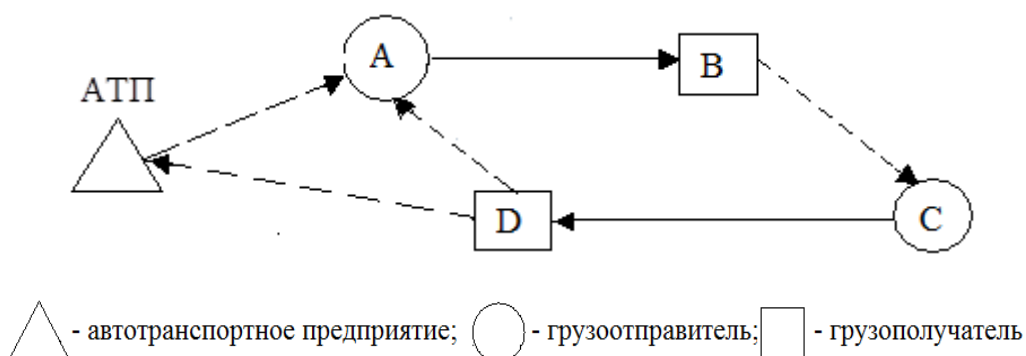 А
В
АТП
D
С
- автотранспортное предприятие; - грузоотправитель; - грузополучатель